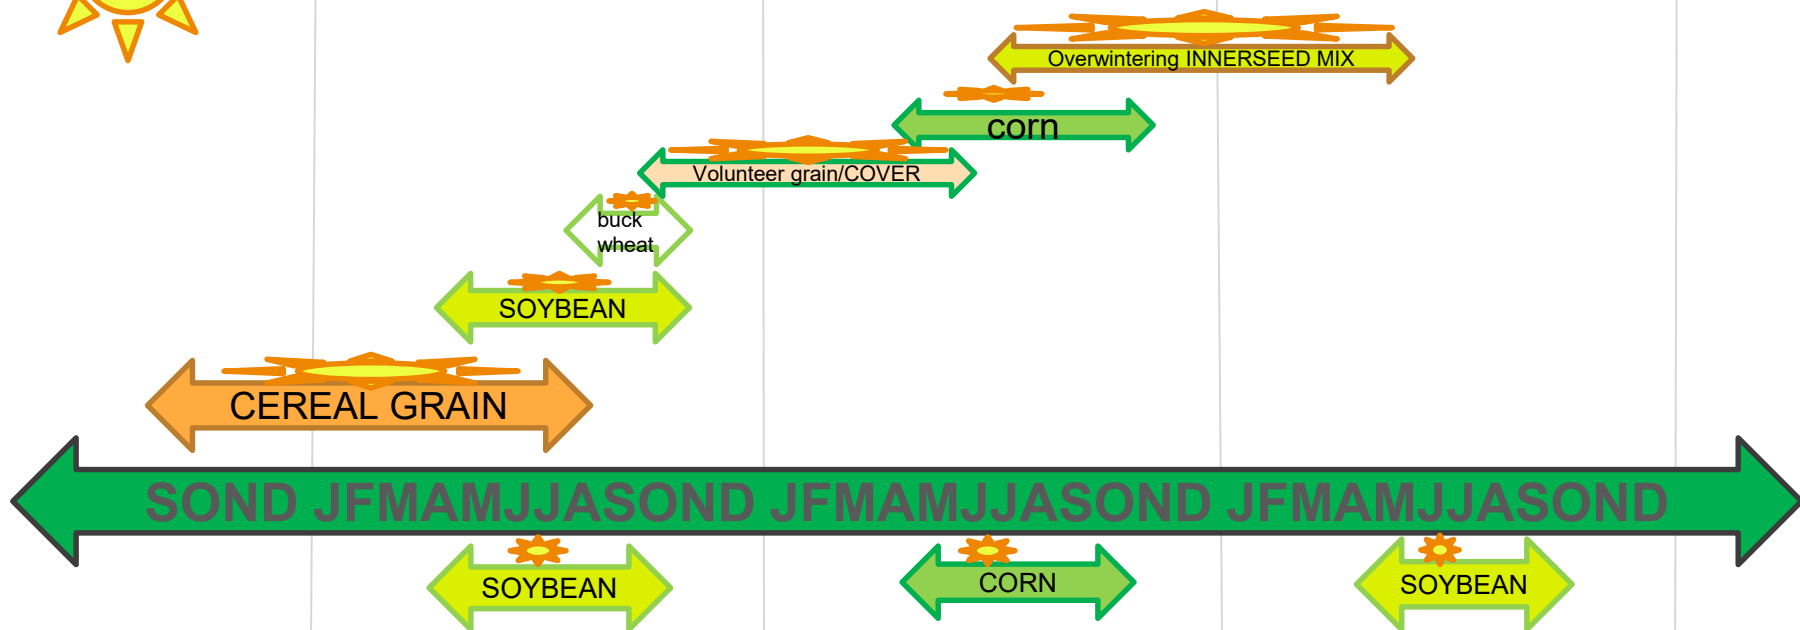 Overwintering INNERSEED MIX
corn
Volunteer grain/COVER
buck
wheat
SOYBEAN
CEREAL GRAIN
SOND JFMAMJJASOND JFMAMJJASOND JFMAMJJASOND
SOYBEAN
CORN
SOYBEAN